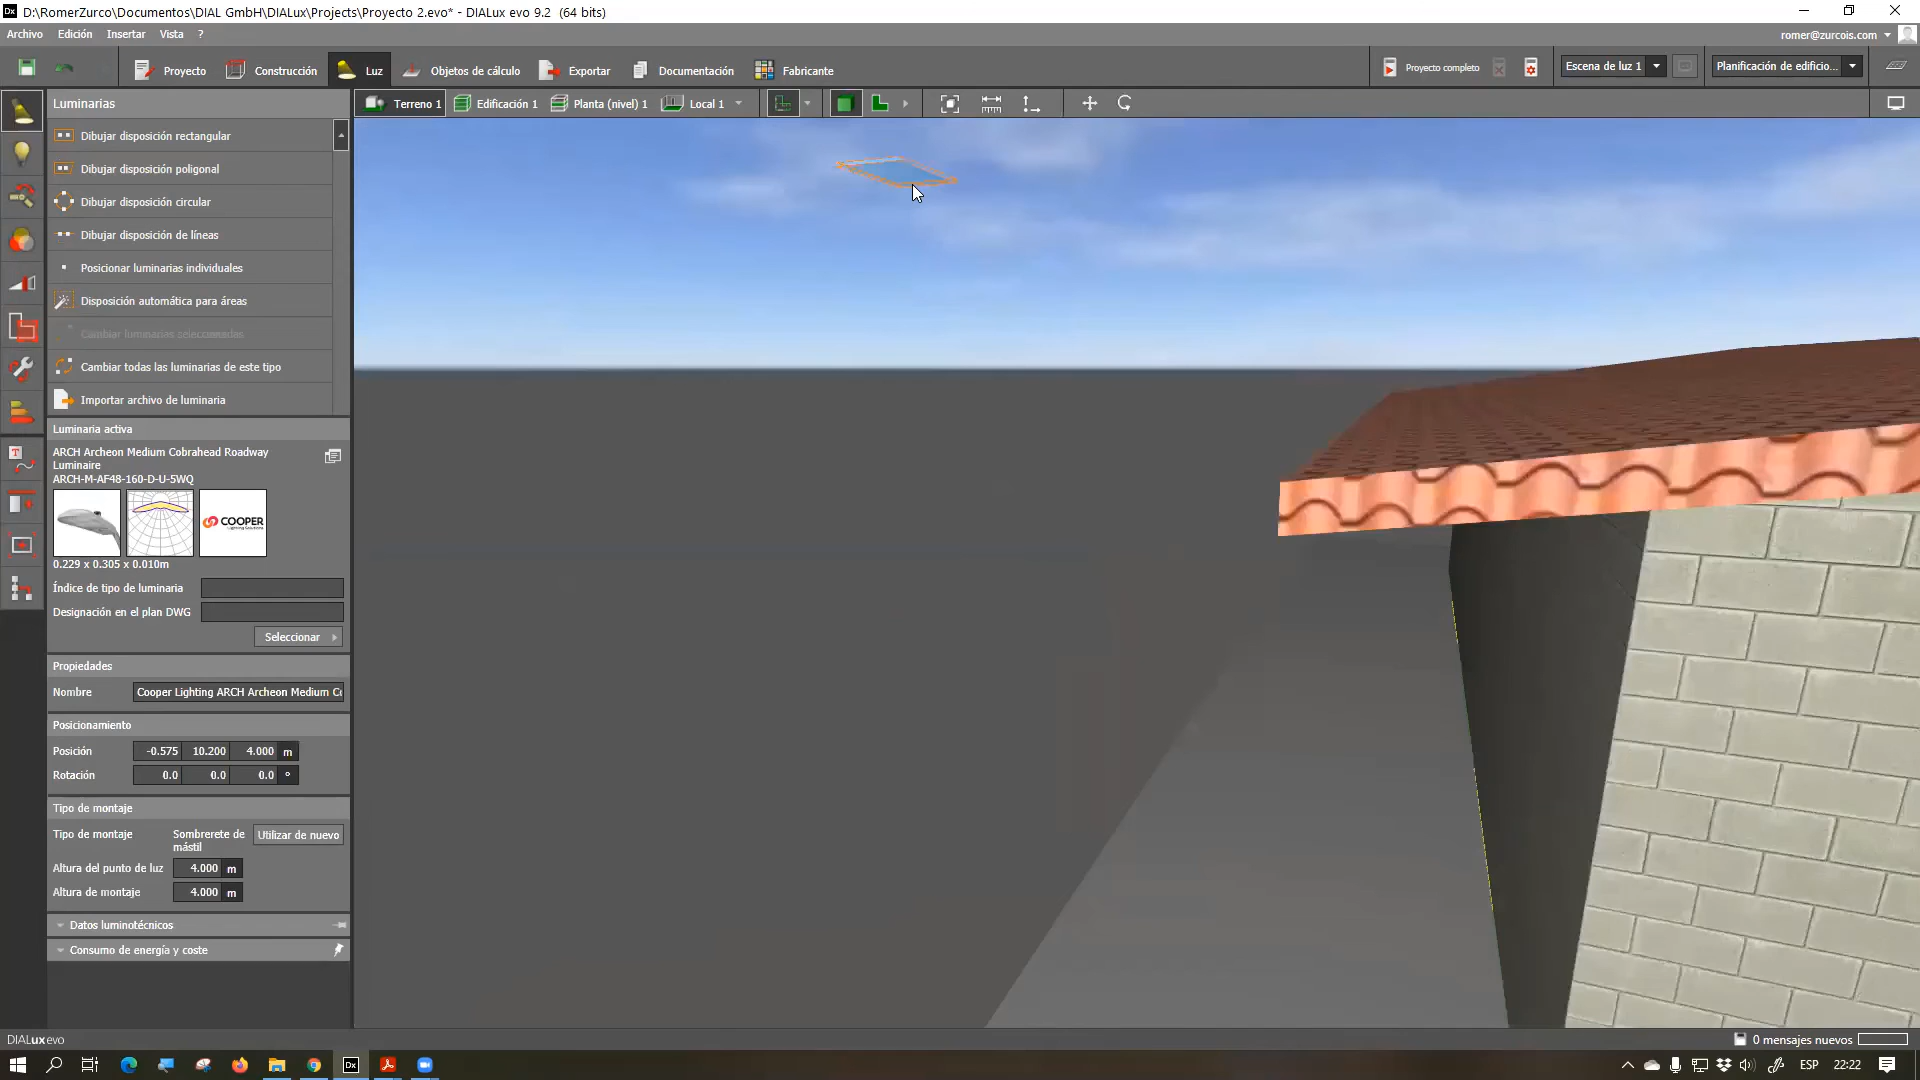 D:\RomerZurco\Documentos\DIAL GmbH\DIALux\Projects\Proyecto 2.evo* - DIALux evo 9.2 (64 bits)
Archivo Edición Insertar Vista ?
romer@zurcois.com
Proyecto Construcción Luz Objetos de cálculo Exportar Documentación Fabricante
Proyecto completo Escena de luz 1 Planificación de edificio...
Luminarias
Terreno 1 Edificación 1 Planta (nivel) 1 Local 1
Dibujar disposición rectangular
Dibujar disposición poligonal
Dibujar disposición circular
Dibujar disposición de líneas
Posicionar luminarias individuales
Disposición automática para áreas
Cambiar luminarias seleccionadas
Cambiar todas las luminarias de este tipo
Importar archivo de luminaria
Luminaria activa
ARCH Archeon Medium Cobrahead Roadway
Luminaire
ARCH-M-AF48-160-D-U-5WQ
COOPER
Lighting Solutions
0.229 x 0.305 x 0.010m
Índice de tipo de luminaria
Designación en el plan DWG
Seleccionar
Propiedades
Nombre Cooper Lighting ARCH Archeon Medium C
Posicionamiento
Posición -0.575 10.200 4.000 m
Rotación 0.0 0.0 0.0 °
Tipo de montaje
Tipo de montaje Sombrerete de mástil Utilizar de nuevo
Altura del punto de luz 4.000 m
Altura de montaje 4.000 m
Datos luminotécnicos
Consumo de energía y coste
DIALux evo
0 mensajes nuevos
ESP 22:22